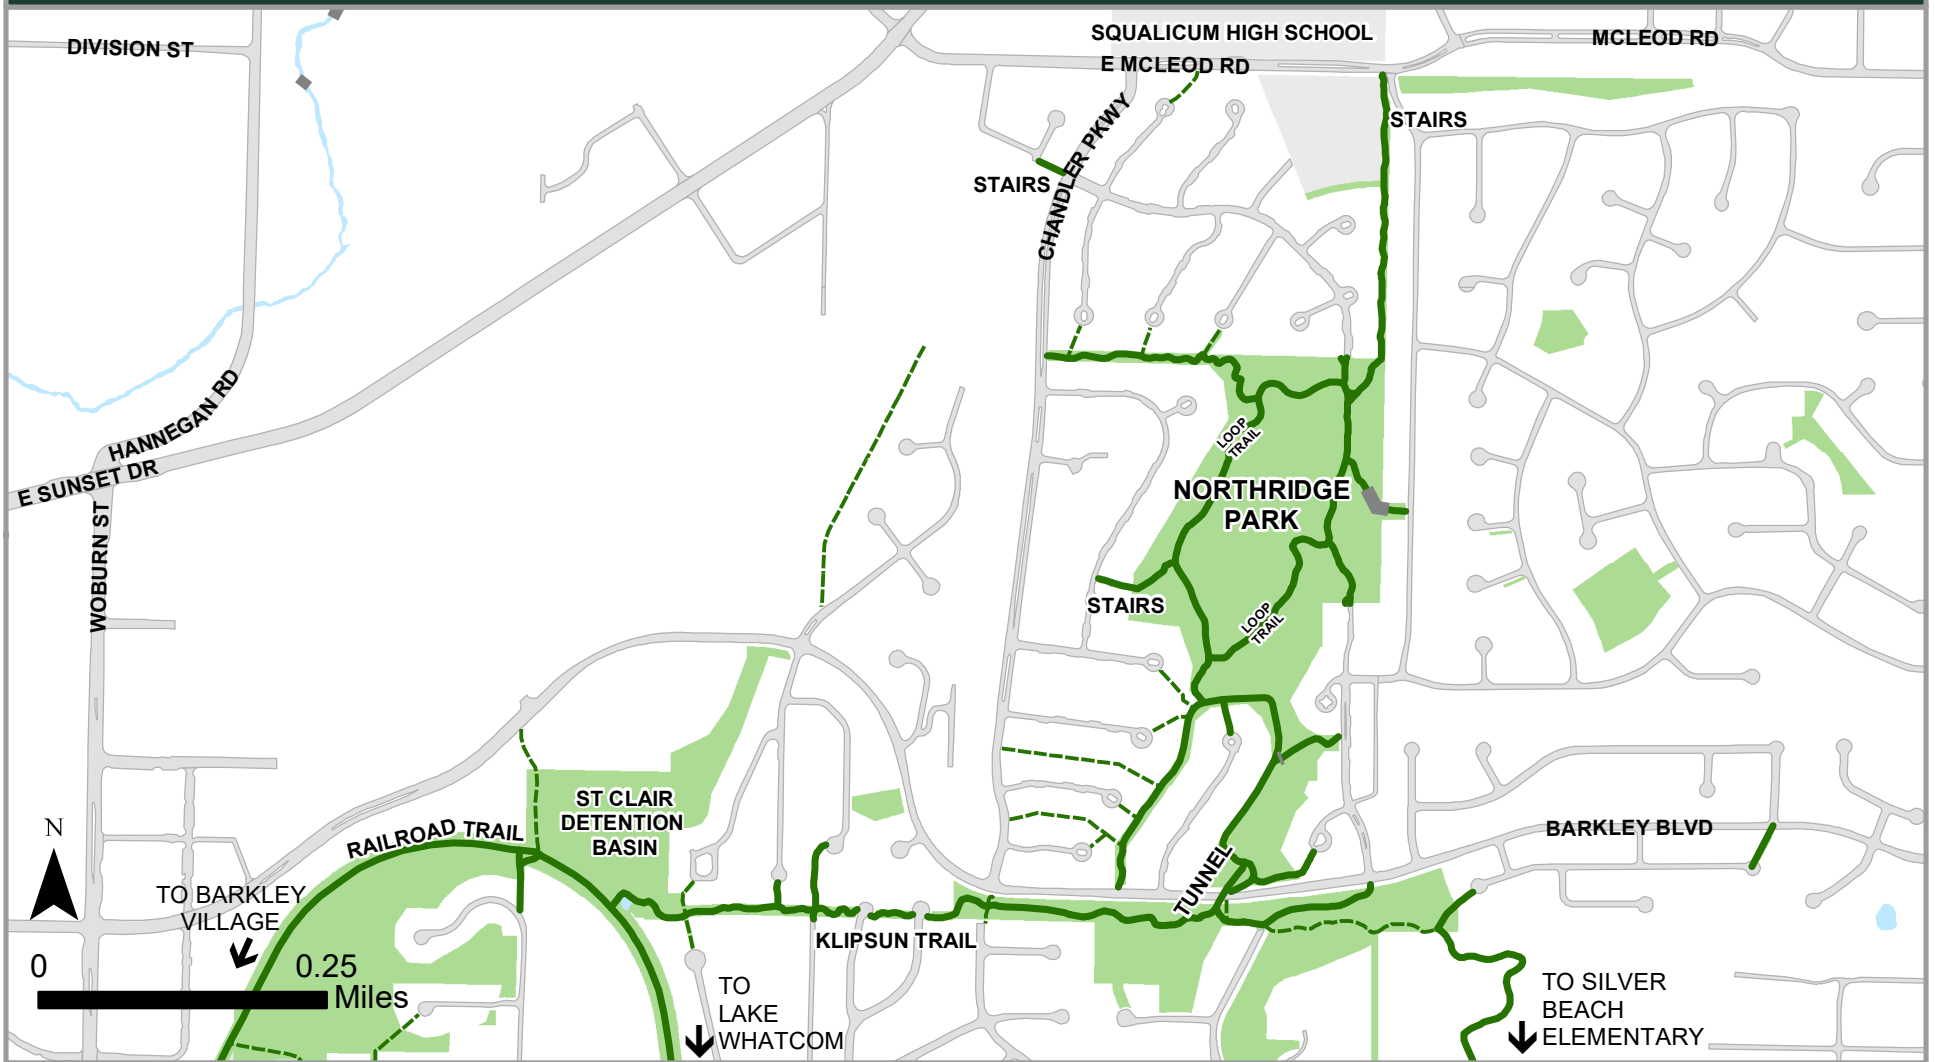 SQUALICUM HIGH SCHOOL
DIVISION ST
E MCLEOD RD
MCLEOD RD
STAIRS
CHANDLER PKWY
STAIRS
HANNEGAN RD
E SUNSET DR
WOBURN ST
LOOP
TRAIL
NORTHRIDGE
PARK
STAIRS
LOOP
TRAIL
ST CLAIR
DETENTION
BASIN
RAILROAD TRAIL
BARKLEY BLVD
N
TUNNEL
TO BARKLEY
VILLAGE
KLIPSUN TRAIL
0
0.25
Miles
TO
LAKE
WHATCOM
TO SILVER
BEACH
ELEMENTARY